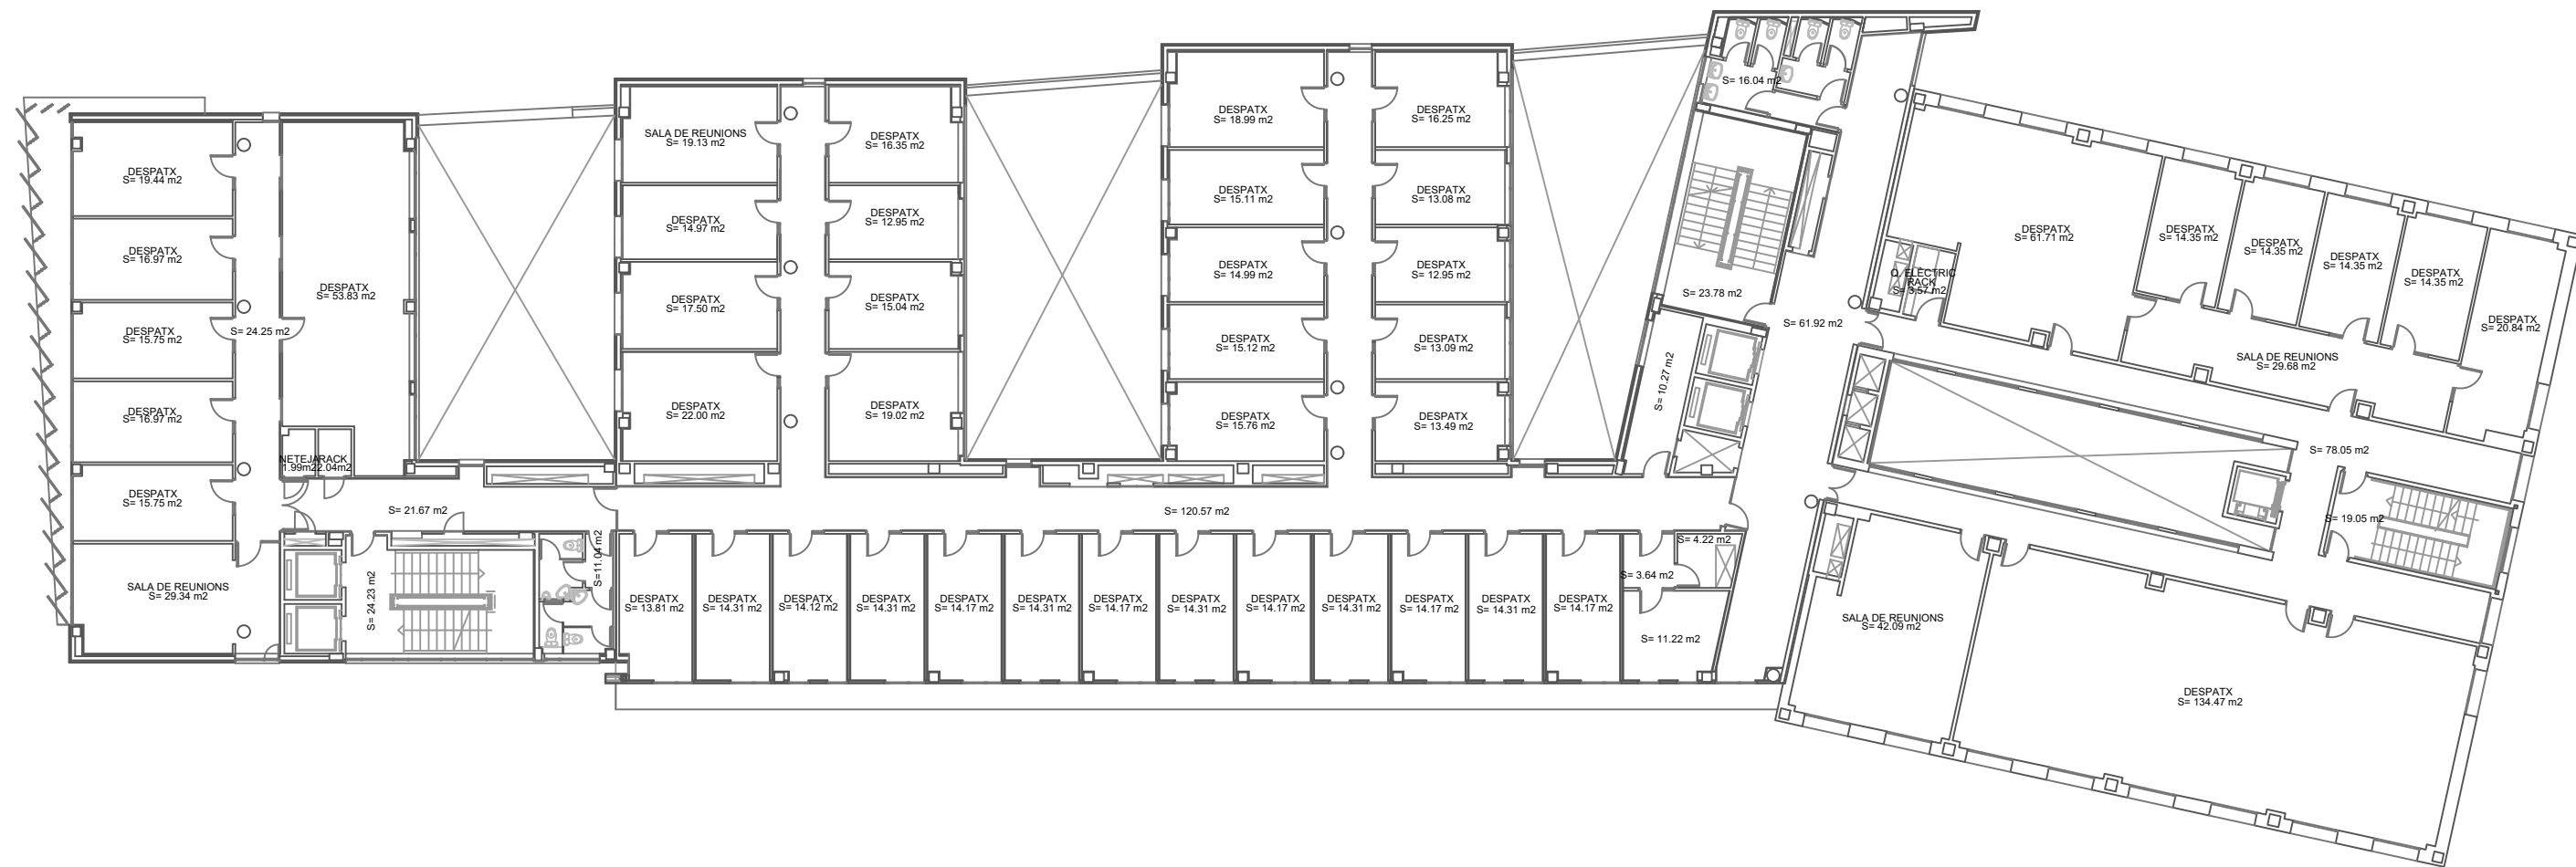 DESPATX
S= 19.44 m2
DESPATX
S= 16.97 m2
DESPATX
S= 15.75 m2
DESPATX
S= 16.97 m2
DESPATX
S= 15.75 m2
SALA DE REUNIONS
S= 29.34 m2
S= 24.25 m2
DESPATX
S= 53.83 m2
NETEJA
1.99m2
RACK
2.04m2
S= 21.67 m2
S= 24.23 m2
S=11.04 m2
SALA DE REUNIONS
S= 19.13 m2
DESPATX
S= 14.97 m2
DESPATX
S= 17.50 m2
DESPATX
S= 22.00 m2
DESPATX
S= 16.35 m2
DESPATX
S= 12.95 m2
DESPATX
S= 15.04 m2
DESPATX
S= 19.02 m2
DESPATX
S= 18.99 m2
DESPATX
S= 15.11 m2
DESPATX
S= 14.99 m2
DESPATX
S= 15.12 m2
DESPATX
S= 15.76 m2
DESPATX
S= 16.25 m2
DESPATX
S= 13.08 m2
DESPATX
S= 12.95 m2
DESPATX
S= 13.09 m2
DESPATX
S= 13.49 m2
S= 120.57 m2
DESPATX
S= 13.81 m2
DESPATX
S= 14.31 m2
DESPATX
S= 14.12 m2
DESPATX
S= 14.31 m2
DESPATX
S= 14.17 m2
DESPATX
S= 14.31 m2
DESPATX
S= 14.17 m2
DESPATX
S= 14.31 m2
DESPATX
S= 14.17 m2
DESPATX
S= 14.31 m2
DESPATX
S= 14.17 m2
DESPATX
S= 14.31 m2
DESPATX
S= 14.17 m2
S= 4.22 m2
S= 3.64 m2
S= 11.22 m2
S= 16.04 m2
S= 23.78 m2
S= 10.27 m2
S= 61.92 m2
DESPATX
S= 61.71 m2
Q. ELÈCTRIC
RACK
S= 3.57 m2
DESPATX
S= 14.35 m2
DESPATX
S= 14.35 m2
DESPATX
S= 14.35 m2
DESPATX
S= 14.35 m2
DESPATX
S= 20.84 m2
SALA DE REUNIONS
S= 29.68 m2
S= 78.05 m2
S= 19.05 m2
SALA DE REUNIONS
S= 42.09 m2
DESPATX
S= 134.47 m2